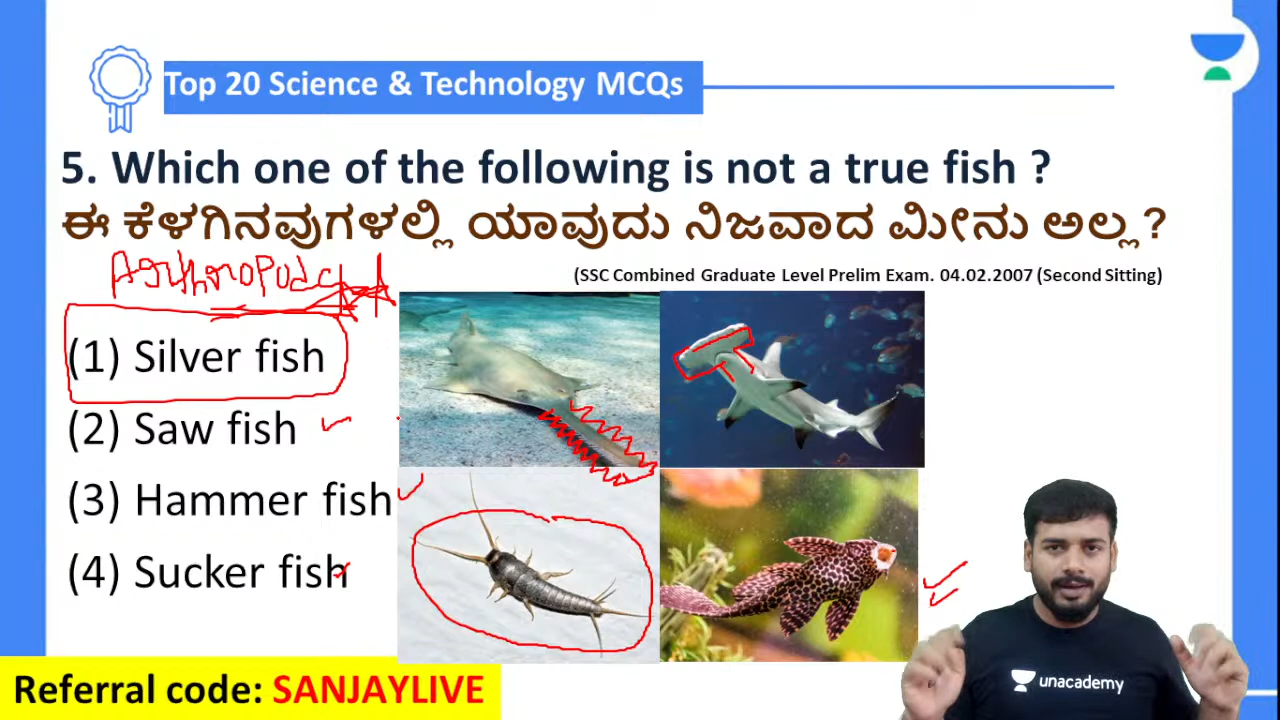 Top 20 Science & Technology MCQs
5. Which one of the following is not a true fish ?
ಈ ಕೆಳಗಿನವುಗಳಲ್ಲಿ ಯಾವುದು ನಿಜವಾದ ಮೀನು ಅಲ್ಲ?
(SSC Combined Graduate Level Prelim Exam. 04.02.2007 (Second Sitting)
(1) Silver fish
(2) Saw fish
(3) Hammer fish
(4) Sucker fish
unacademy
Referral code: SANJAYLIVE